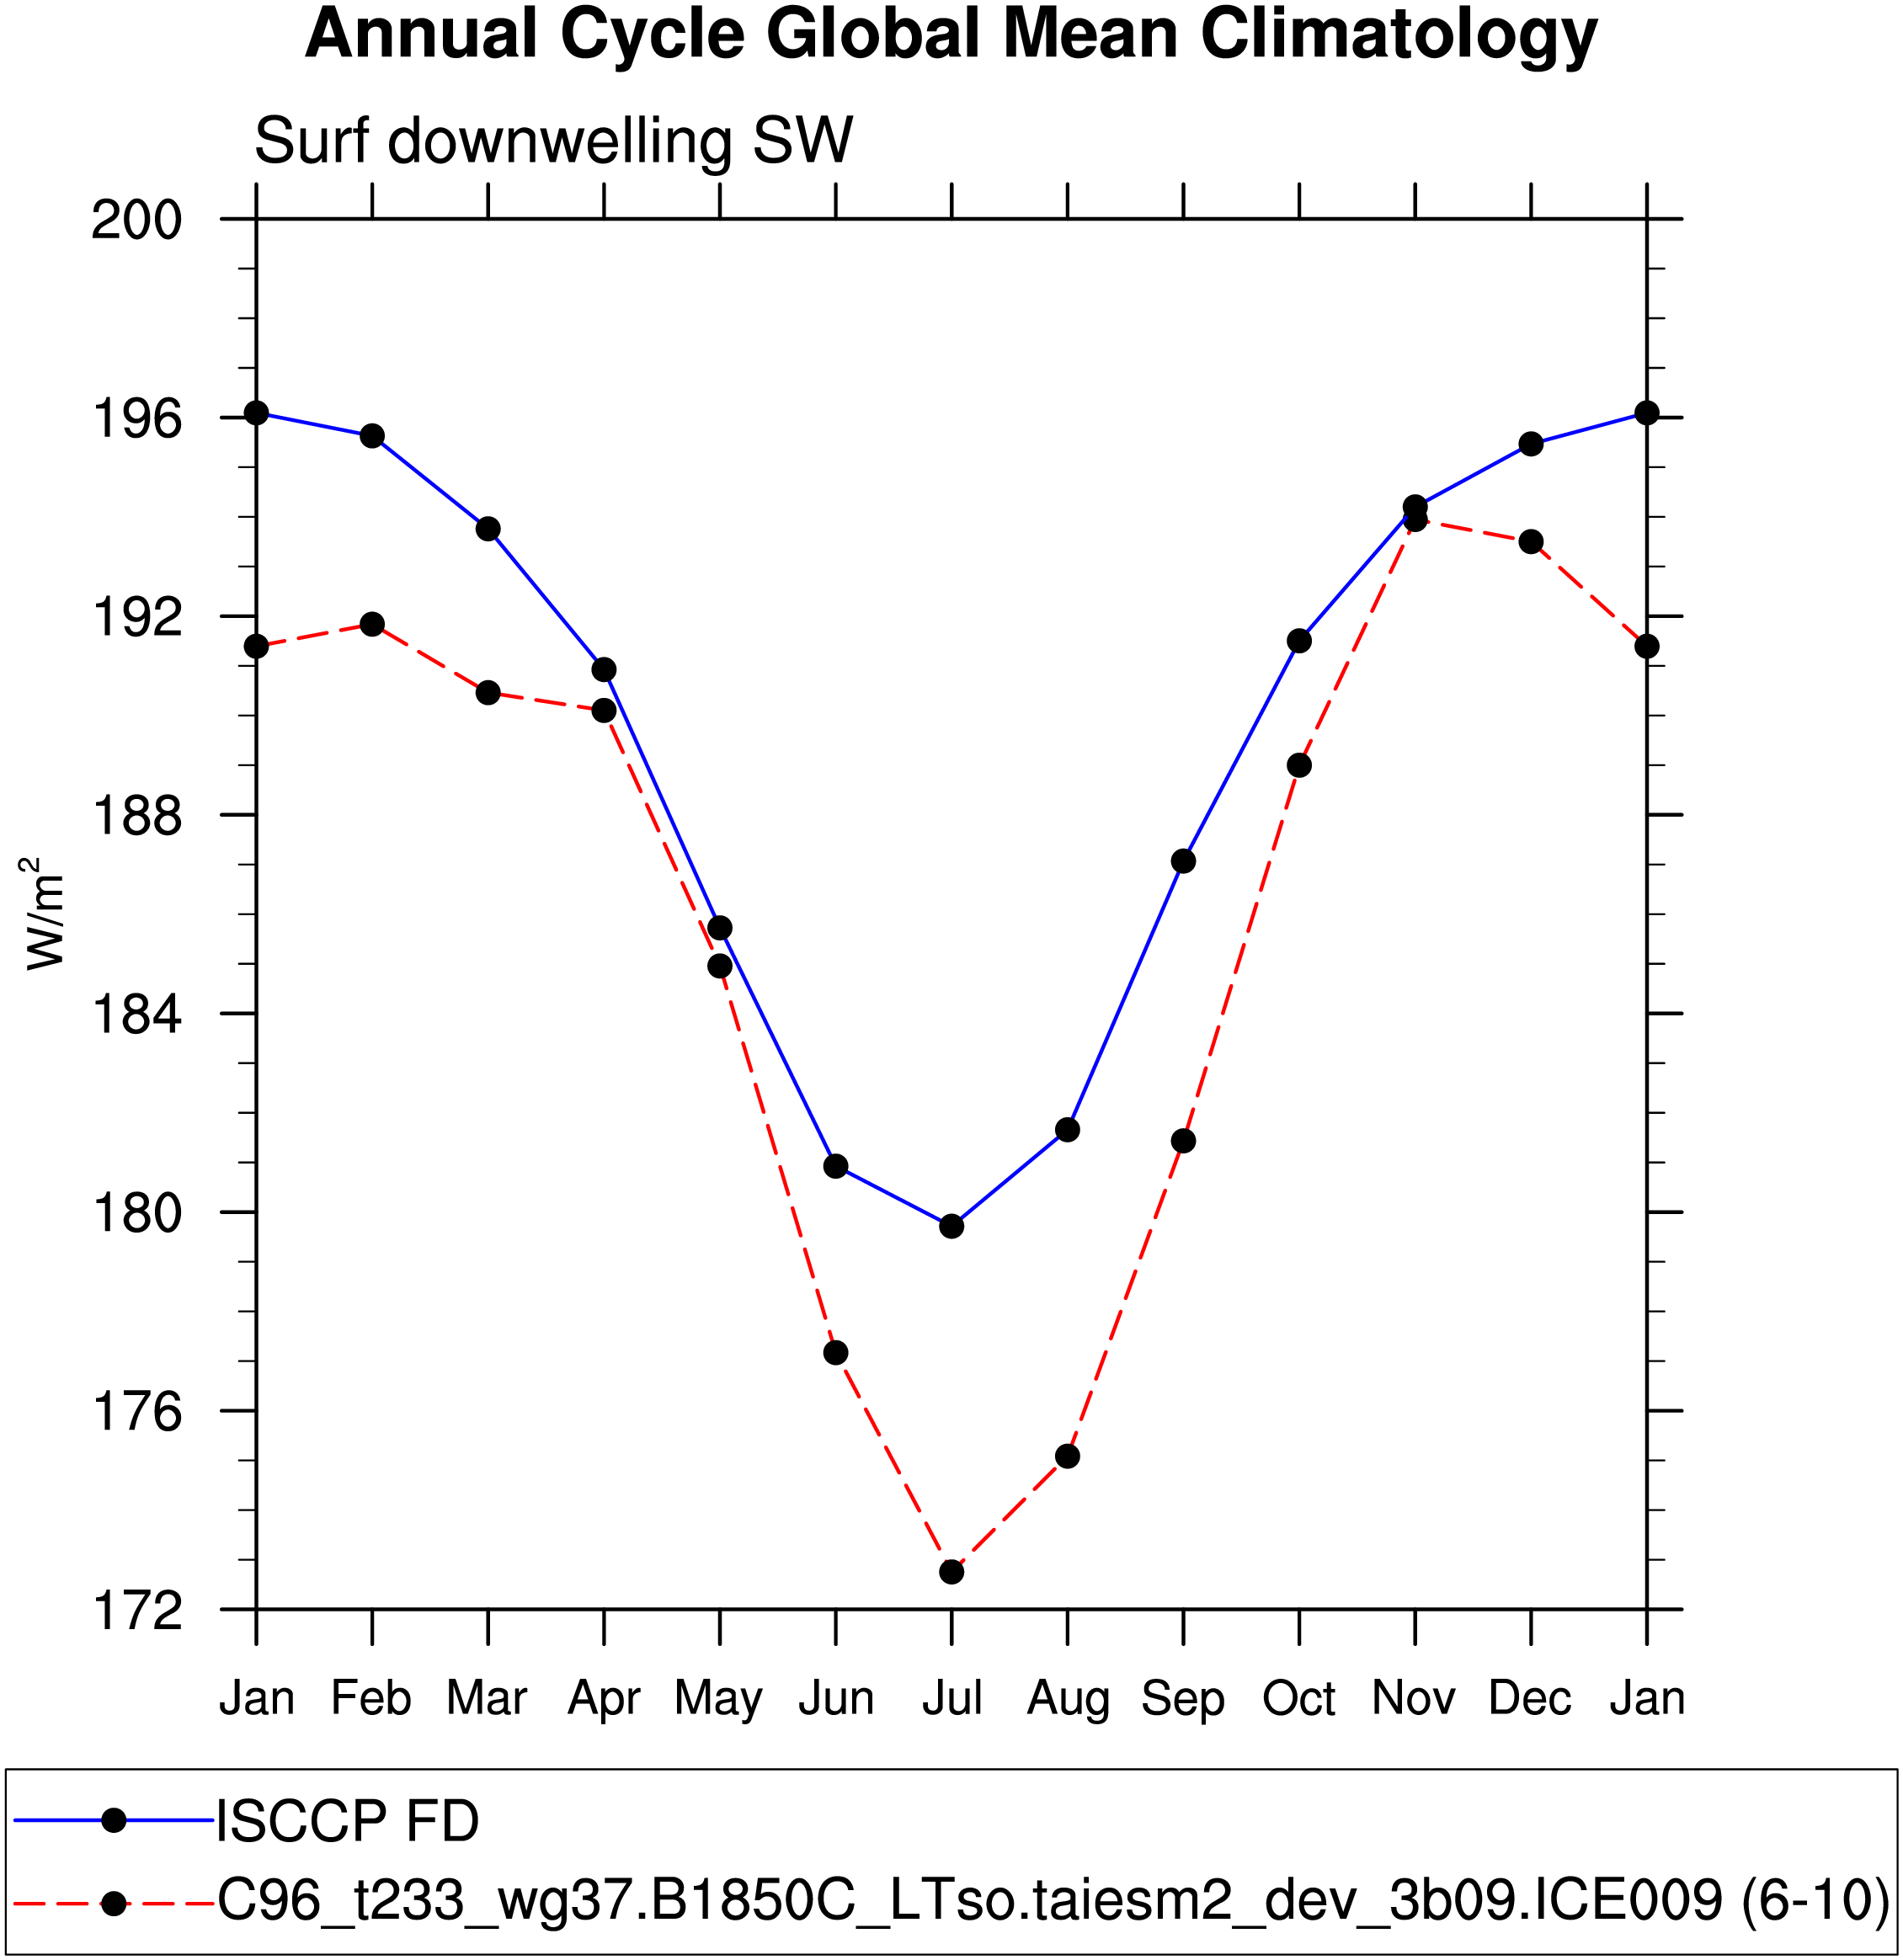 Annual Cycle Global Mean Climatology
Surf downwelling SW
200
196
192
188
184
180
176
172
W/m²
Jan Feb Mar Apr May Jun Jul Aug Sep Oct Nov Dec Jan
ISCCP FD
C96_t233_wg37.B1850C_LTso.taiesm2_dev_3b09.ICE009 (6-10)